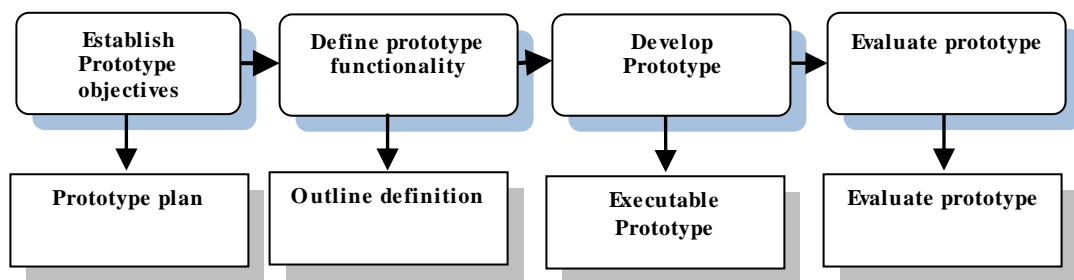 Establish
Prototype
objectives
Define prototype
functionality
Develop
Prototype
Evaluate prototype
Prototype plan
Outline definition
Executable
Prototype
Evaluate prototype